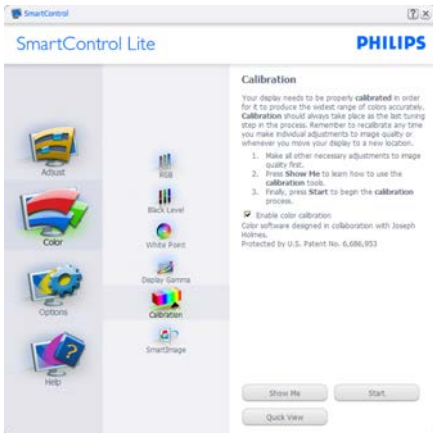 SmartControl
SmartControl Lite
PHILIPS
Adjust
Color
Options
Help
RGB
Black Level
White Point
Display Gamma
Calibration
SmartImage
Calibration
Your display needs to be properly calibrated in order
for it to produce the widest range of colors accurately.
Calibration should always take place as the last tuning
step in the process. Remember to recalibrate any time
you make individual adjustments to image quality or
whenever you move your display to a new location.
1. Make all other necessary adjustments to image
quality first.
2. Press Show Me to learn how to use the
calibration tools.
3. Finally, press Start to begin the calibration
process.
Enable color calibration
Color software designed in collaboration with Joseph
Holmes.
Protected by U.S. Patent No. 6,686,953
Show Me
Start
Quick View